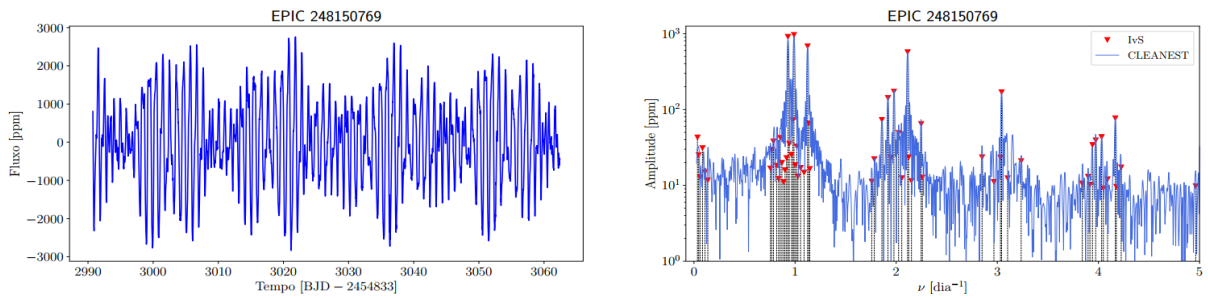 EPIC 248150769
3000
2000
1000
0
−1000
−2000
−3000
Fluxo [ppm]
2990 3000 3010 3020 3030 3040 3050 3060
Tempo [BJD − 2454833]
EPIC 248150769
IvS
CLEANEST
10³
10²
10¹
10⁰
Amplitude [ppm]
0 1 2 3 4 5
ν [dia⁻¹]